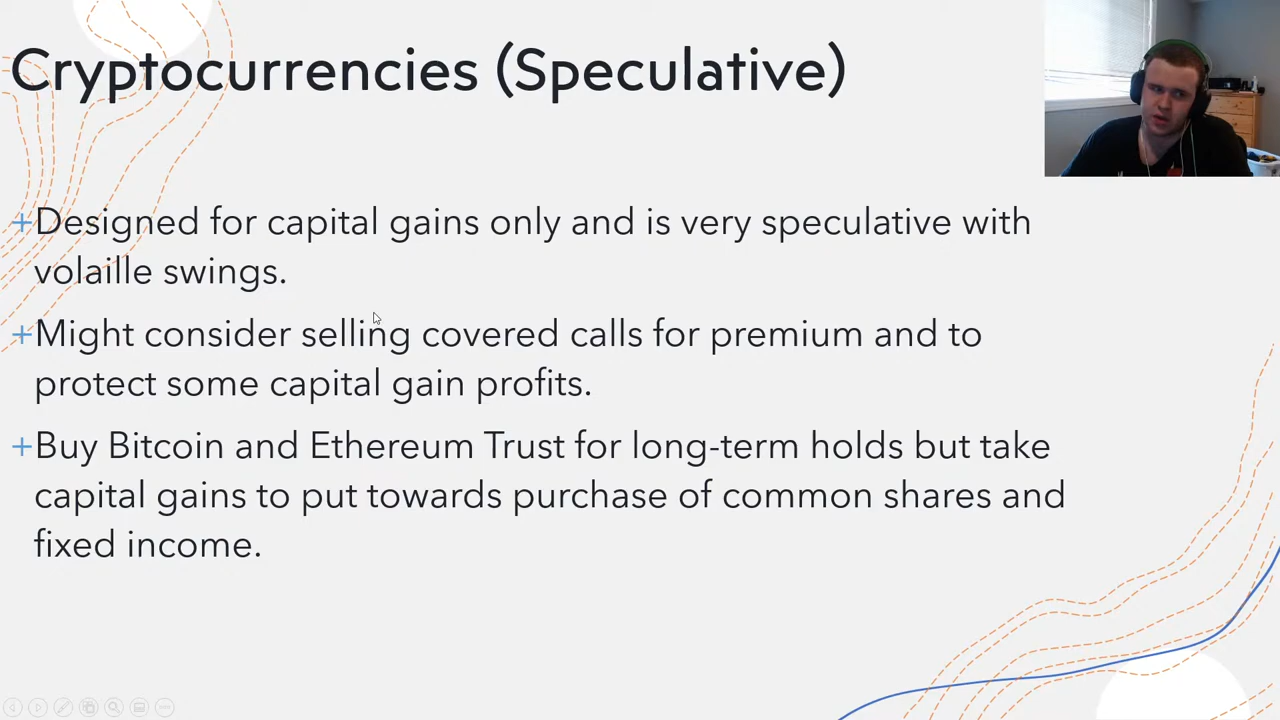 Cryptocurrencies (Speculative)
+Designed for capital gains only and is very speculative with
volaille swings.
+Might consider selling covered calls for premium and to
protect some capital gain profits.
+Buy Bitcoin and Ethereum Trust for long-term holds but take
capital gains to put towards purchase of common shares and
fixed income.